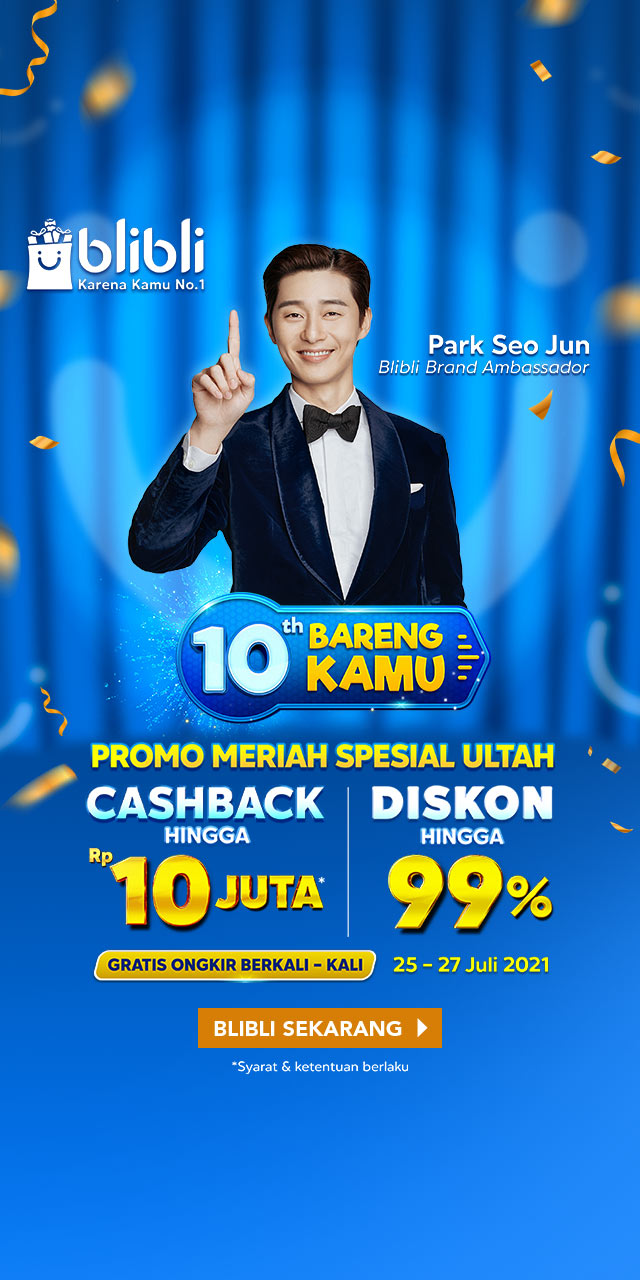 blibli
Karena Kamu No.1
Park Seo Jun
Blibli Brand Ambassador
10th BARENG
KAMU
PROMO MERIAH SPESIAL ULTAH
CASHBACK
HINGGA
Rp 10 JUTA*
DISKON
HINGGA
99%
GRATIS ONGKIR BERKALI - KALI
25 - 27 Juli 2021
BLIBLI SEKARANG
*Syarat & ketentuan berlaku